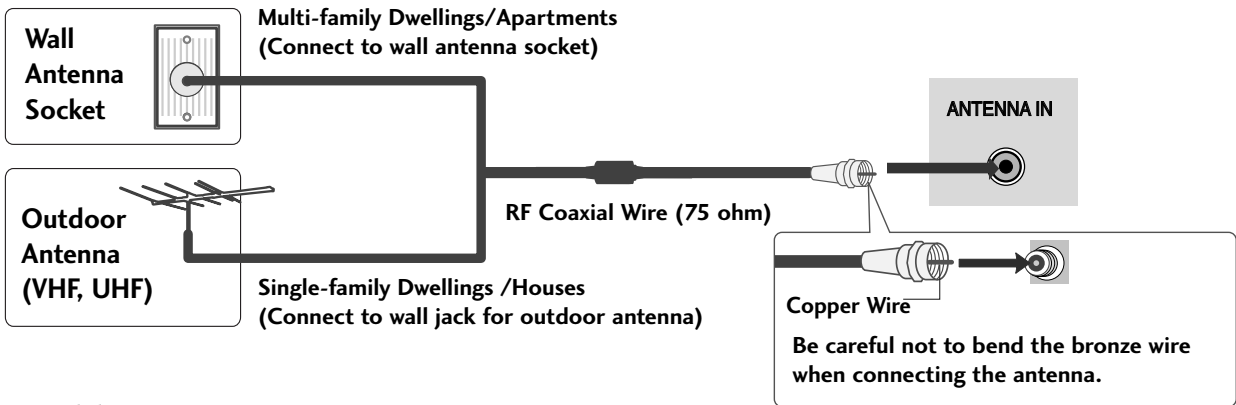 Wall
Antenna
Socket
Multi-family Dwellings/Apartments
(Connect to wall antenna socket)
ANTENNA IN
Outdoor
Antenna
(VHF, UHF)
RF Coaxial Wire (75 ohm)
Single-family Dwellings /Houses
(Connect to wall jack for outdoor antenna)
Copper Wire
Be careful not to bend the bronze wire
when connecting the antenna.